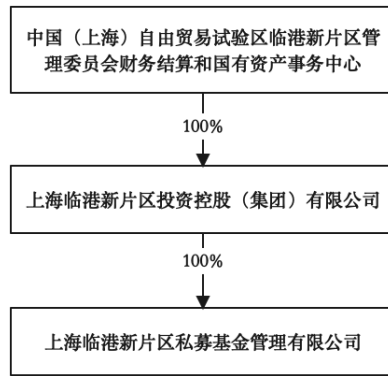 中国（上海）自由贸易试验区临港新片区管
理委员会财务结算和国有资产事务中心
100%
上海临港新片区投资控股（集团）有限公司
100%
上海临港新片区私募基金管理有限公司